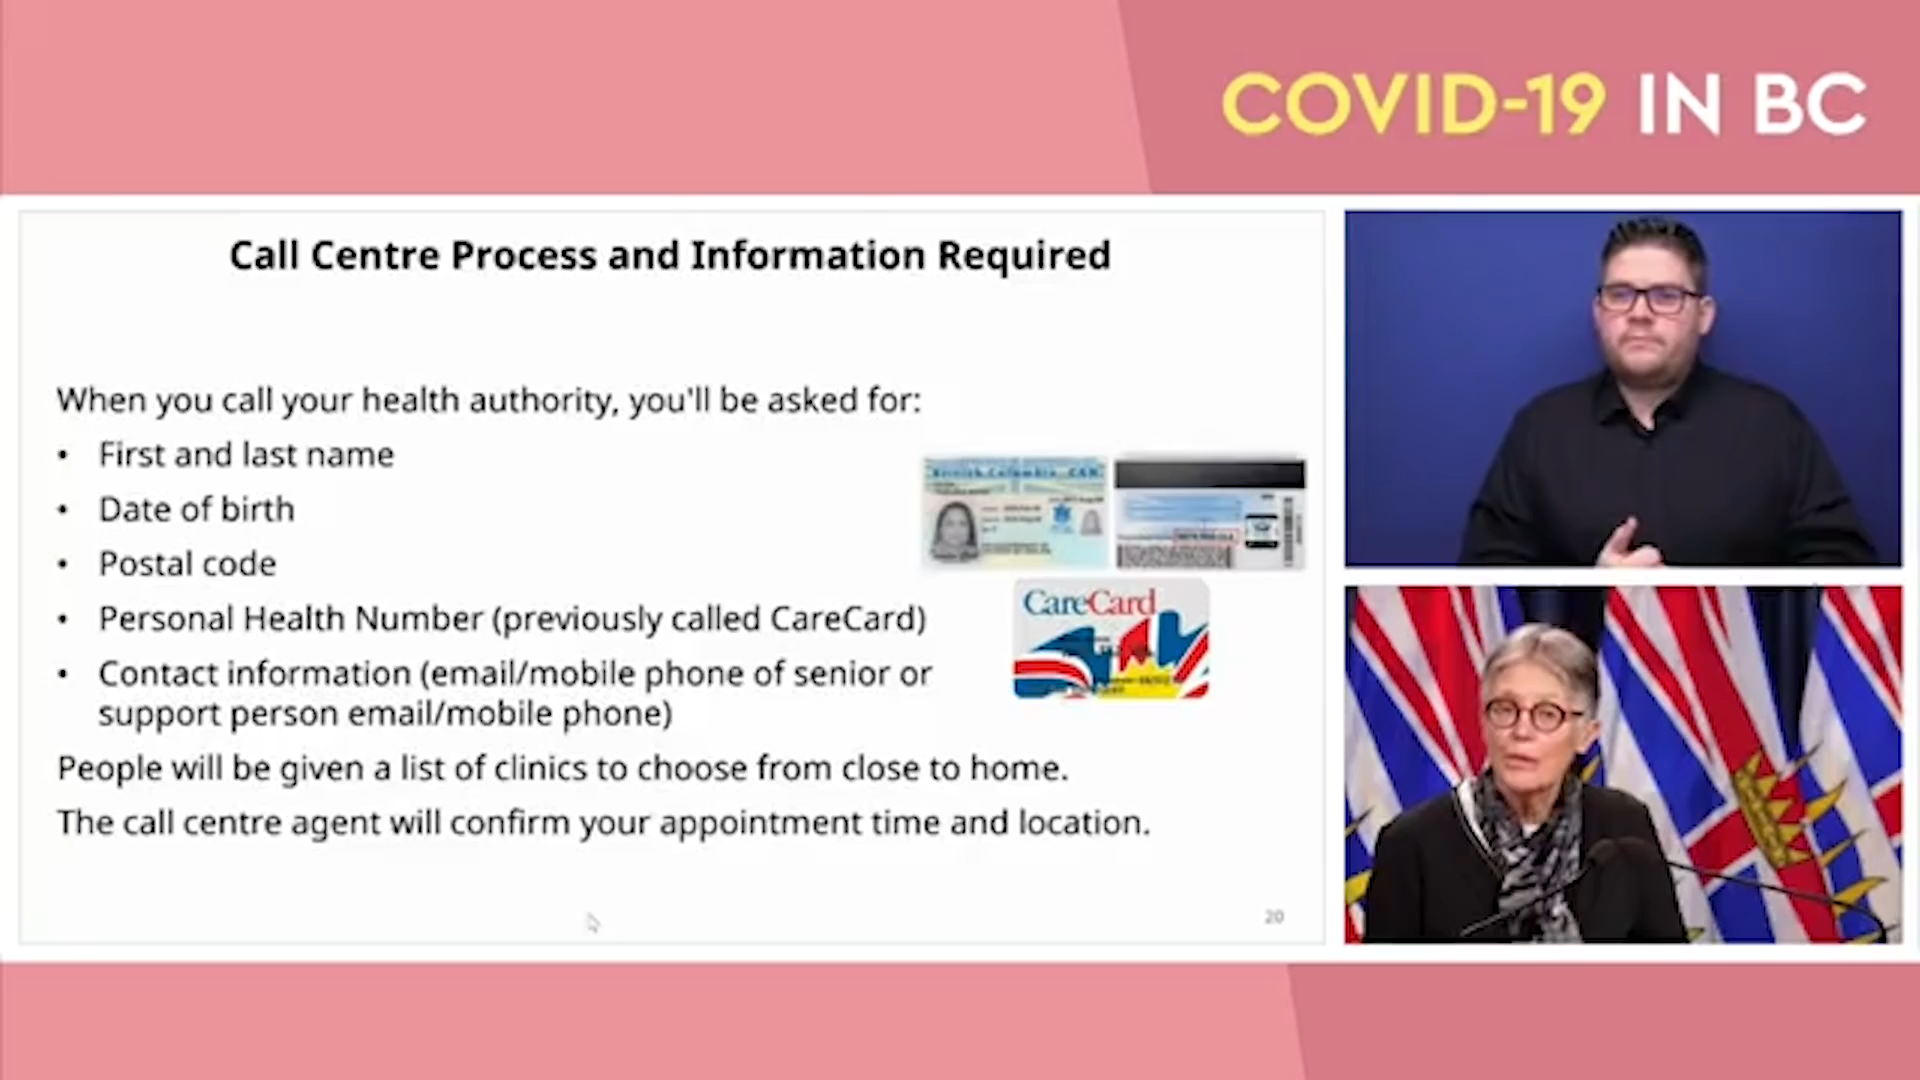 COVID-19 IN BC
Call Centre Process and Information Required
When you call your health authority, you'll be asked for:
• First and last name
• Date of birth
• Postal code
• Personal Health Number (previously called CareCard)
• Contact information (email/mobile phone of senior or
support person email/mobile phone)
People will be given a list of clinics to choose from close to home.
The call centre agent will confirm your appointment time and location.
British Columbia CAN
CareCard
20